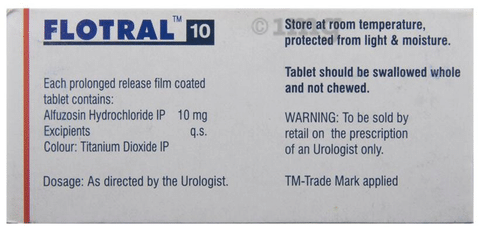 FLOTRAL™ 10
Each prolonged release film coated
tablet contains:
Alfuzosin Hydrochloride IP 10 mg
Excipients q.s.
Colour: Titanium Dioxide IP
Dosage: As directed by the Urologist.
© 1mg
Store at room temperature,
protected from light & moisture.
Tablet should be swallowed whole
and not chewed.
WARNING: To be sold by
retail on the prescription
of an Urologist only.
TM-Trade Mark applied